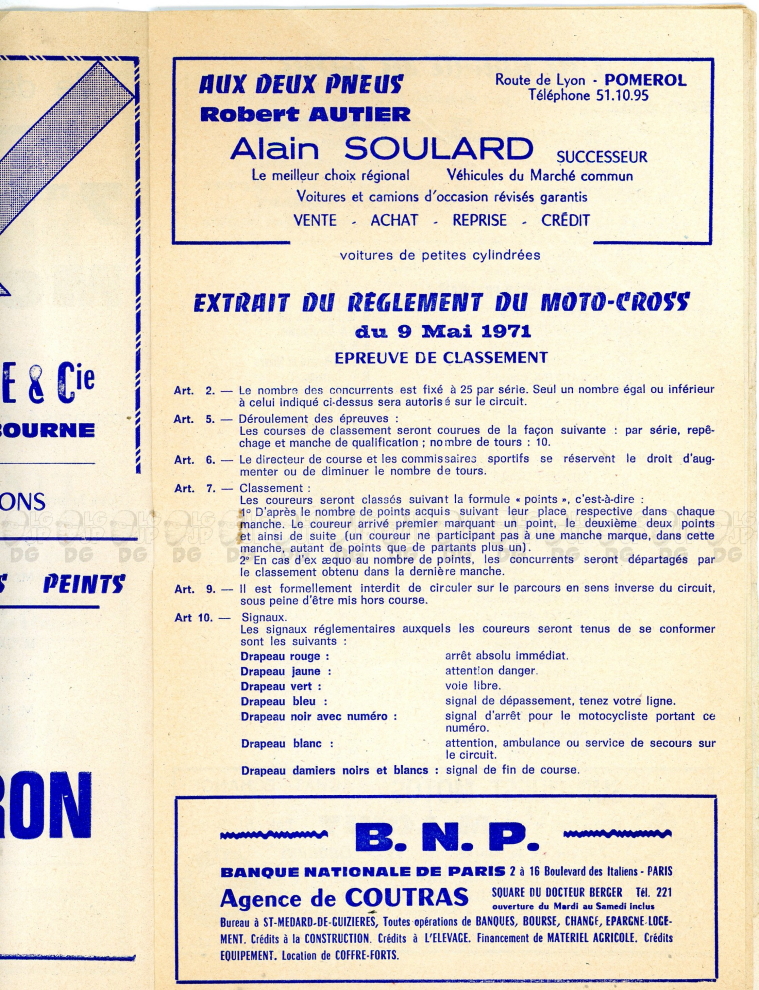 E & Cie
BOURNE
ONS
S PEINTS
RON
AUX DEUX PNEUS
Route de Lyon - POMEROL
Téléphone 51.10.95
Robert AUTIER
Alain SOULARD SUCCESSEUR
Le meilleur choix régional Véhicules du Marché commun
Voitures et camions d'occasion révisés garantis
VENTE - ACHAT - REPRISE - CRÉDIT
voitures de petites cylindrées
EXTRAIT DU REGLEMENT DU MOTO-CROSS
du 9 Mai 1971
EPREUVE DE CLASSEMENT
Art. 2. — Le nombre des concurrents est fixé à 25 par série. Seul un nombre égal ou inférieur
à celui indiqué ci-dessus sera autorisé sur le circuit.
Art. 5. — Déroulement des épreuves :
Les courses de classement seront courues de la façon suivante : par série, repê-
chage et manche de qualification ; nombre de tours : 10.
Art. 6. — Le directeur de course et les commissaires sportifs se réservent le droit d'aug-
menter ou de diminuer le nombre de tours.
Art. 7. — Classement :
Les coureurs seront classés suivant la formule « points », c'est-à-dire :
1° D'après le nombre de points acquis suivant leur place respective dans chaque
manche. Le coureur arrivé premier marquant un point, le deuxième deux points
et ainsi de suite (un coureur ne participant pas à une manche marque, dans cette
manche, autant de points que de partants plus un).
2° En cas d'ex æquo au nombre de points, les concurrents seront départagés par
le classement obtenu dans la dernière manche.
Art. 9. — Il est formellement interdit de circuler sur le parcours en sens inverse du circuit,
sous peine d'être mis hors course.
Art 10. — Signaux.
Les signaux réglementaires auxquels les coureurs seront tenus de se conformer
sont les suivants :
Drapeau rouge : arrêt absolu immédiat.
Drapeau jaune : attention danger.
Drapeau vert : voie libre.
Drapeau bleu : signal de dépassement, tenez votre ligne.
Drapeau noir avec numéro : signal d'arrêt pour le motocycliste portant ce
numéro.
Drapeau blanc : attention, ambulance ou service de secours sur
le circuit.
Drapeau damiers noirs et blancs : signal de fin de course.
B. N. P.
BANQUE NATIONALE DE PARIS 2 à 16 Boulevard des Italiens - PARIS
Agence de COUTRAS SQUARE DU DOCTEUR BERGER Tél. 221
ouverture du Mardi au Samedi inclus
Bureau à ST-MEDARD-DE-GUIZIERES, Toutes opérations de BANQUES, BOURSE, CHANGE, EPARGNE-LOGE-
MENT. Crédits à la CONSTRUCTION. Crédits à L'ELEVAGE. Financement de MATERIEL AGRICOLE. Crédits
EQUIPEMENT. Location de COFFRE-FORTS.